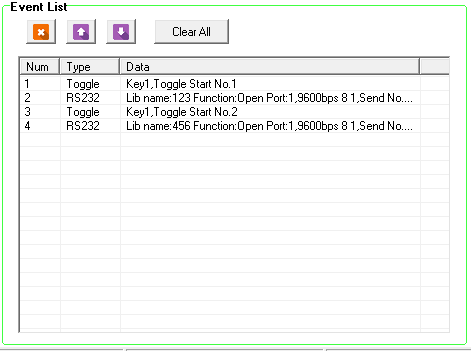 Event List
Clear All
Num Type Data
1 Toggle Key1,Toggle Start No.1
2 RS232 Lib name:123 Function:Open Port:1,9600bps 8 1,Send No....
3 Toggle Key1,Toggle Start No.2
4 RS232 Lib name:456 Function:Open Port:1,9600bps 8 1,Send No....